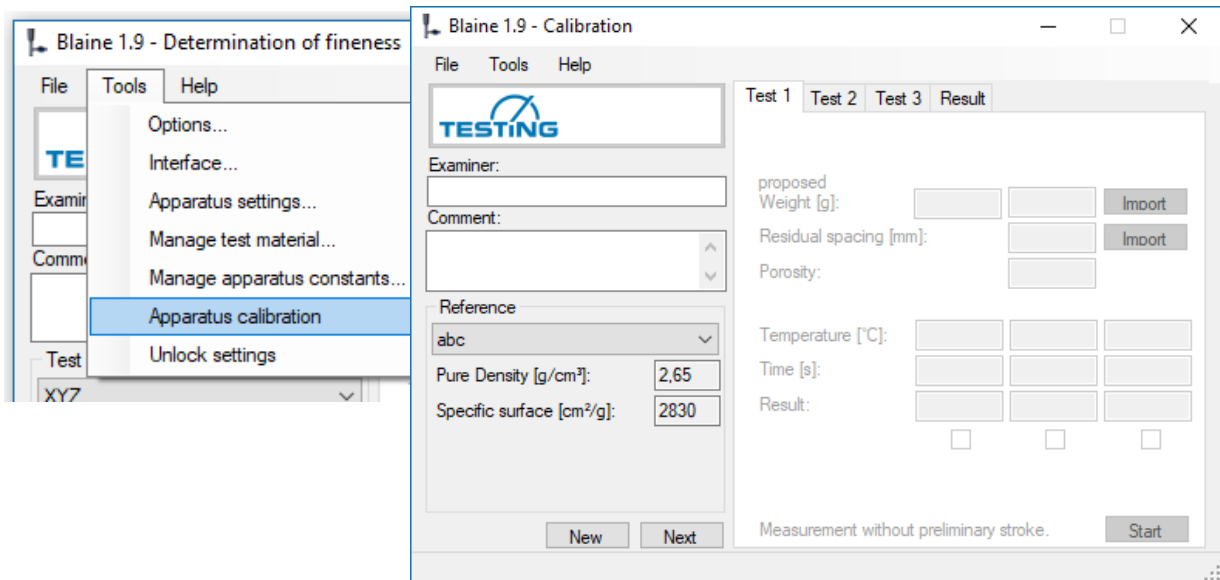 Blaine 1.9 - Determination of fineness
File Tools Help
Options...
Interface...
Apparatus settings...
Manage test material...
Manage apparatus constants...
Apparatus calibration
Unlock settings
TE
Examin
Comm
Test
XYZ
Blaine 1.9 - Calibration
File Tools Help
TESTING
Examiner:
Comment:
Reference
abc
Pure Density [g/cm³]: 2,65
Specific surface [cm²/g]: 2830
New Next
Test 1 Test 2 Test 3 Result
proposed
Weight [g]: Import
Residual spacing [mm]: Import
Porosity:
Temperature [°C]:
Time [s]:
Result:
Measurement without preliminary stroke. Start